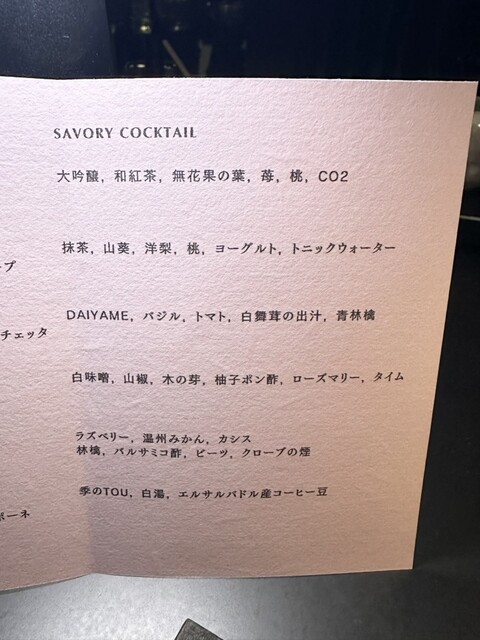 SAVORY COCKTAIL
大吟醸, 和紅茶, 無花果の葉, 苺, 桃, CO2
抹茶, 山葵, 洋梨, 桃, ヨーグルト, トニックウォーター
ープ
DAIYAME, バジル, トマト, 白舞茸の出汁, 青林檎
チェッタ
白味噌, 山椒, 木の芽, 柚子ポン酢, ローズマリー, タイム
ラズベリー, 温州みかん, カシス
林檎, バルサミコ酢, ビーツ, クローブの煙
季のTOU, 白湯, エルサルバドル産コーヒー豆
ボーネ